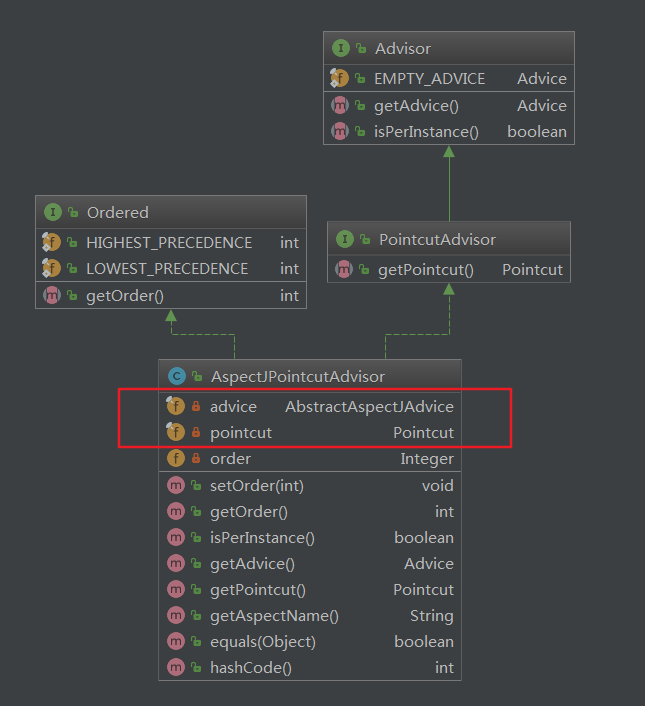 Advisor
EMPTY_ADVICE Advice
getAdvice() Advice
isPerInstance() boolean
Ordered
HIGHEST_PRECEDENCE int
LOWEST_PRECEDENCE int
getOrder() int
PointcutAdvisor
getPointcut() Pointcut
AspectJPointcutAdvisor
advice AbstractAspectJAdvice
pointcut Pointcut
order Integer
setOrder(int) void
getOrder() int
isPerInstance() boolean
getAdvice() Advice
getPointcut() Pointcut
getAspectName() String
equals(Object) boolean
hashCode() int